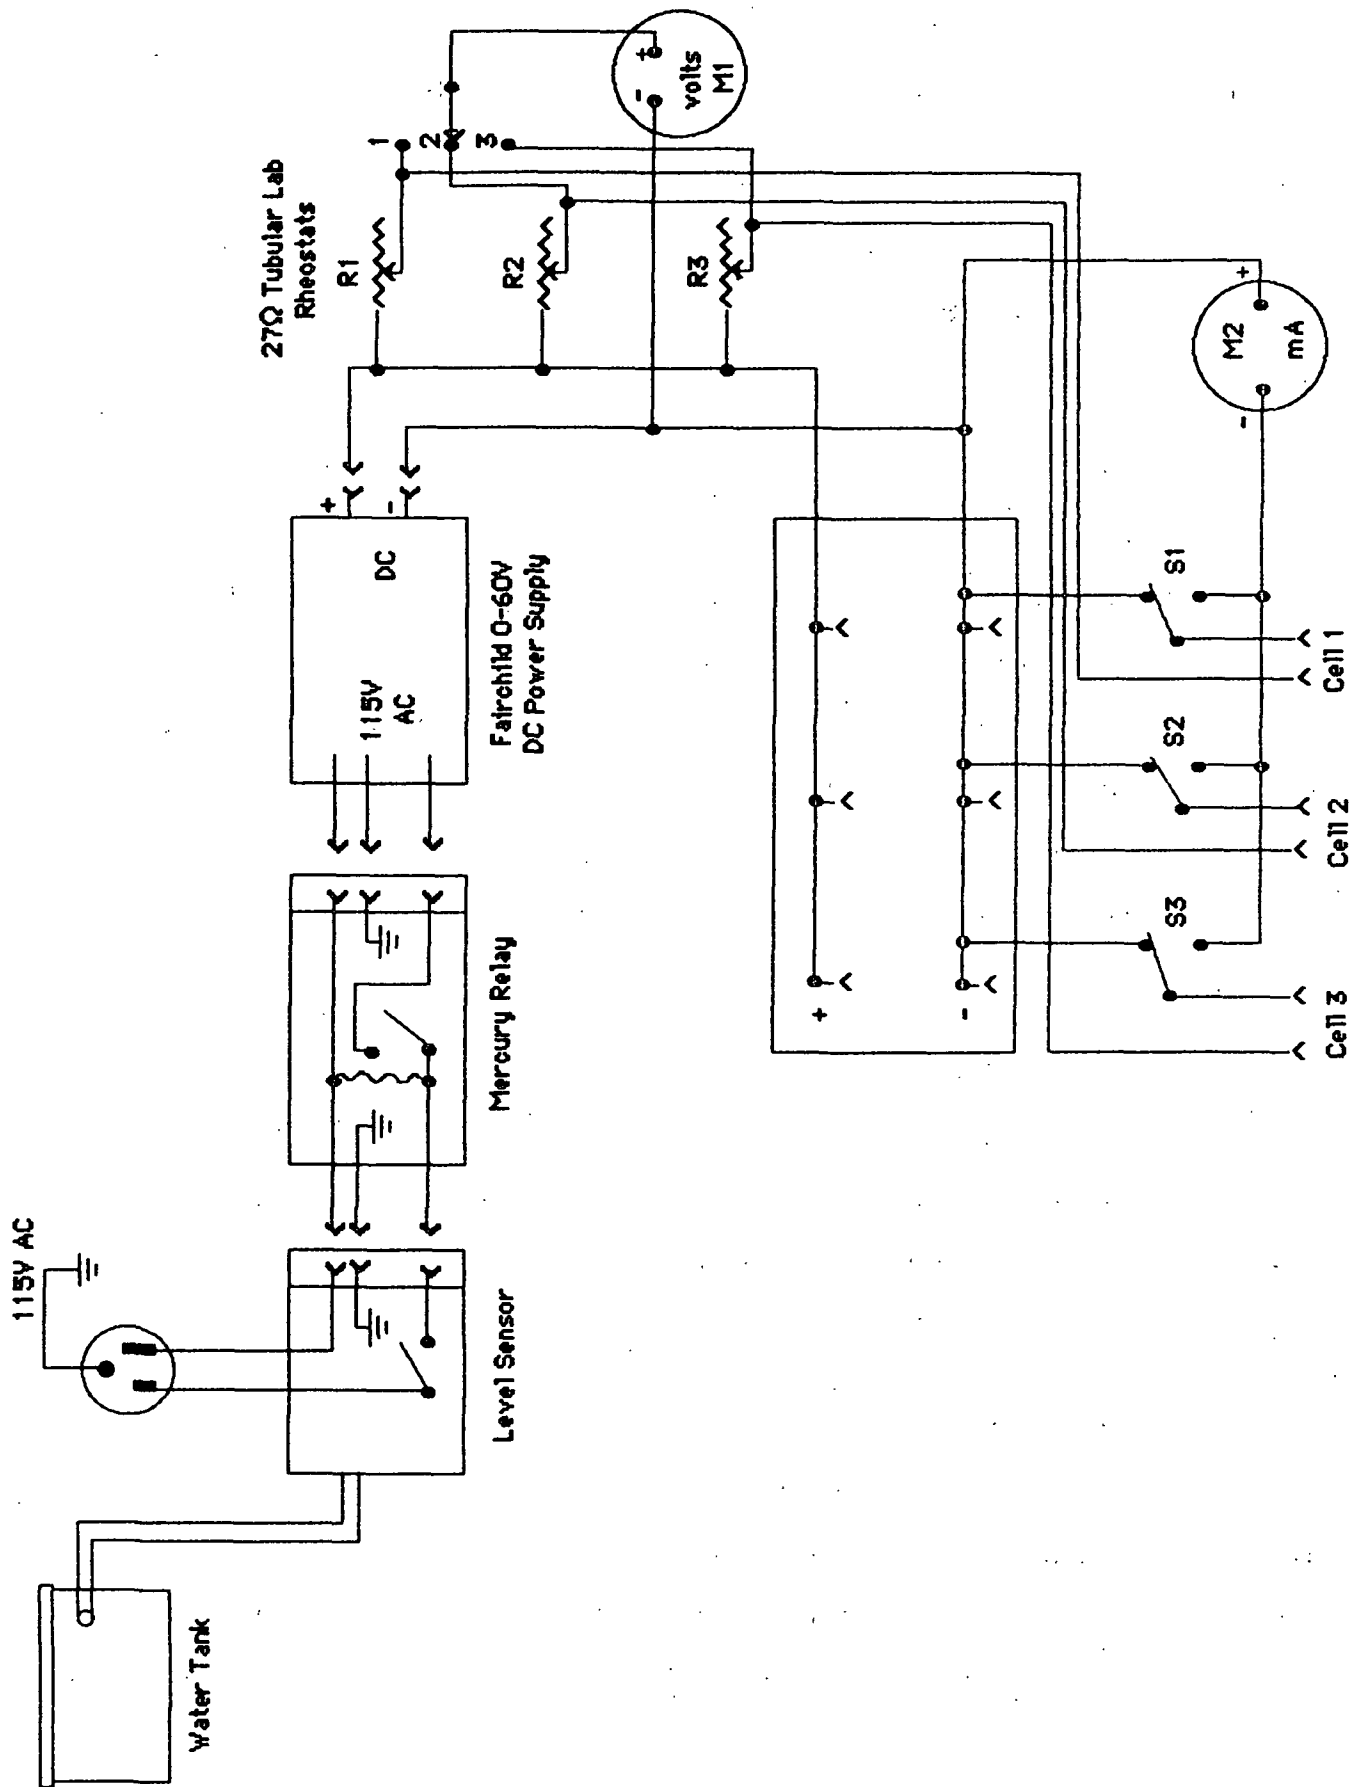 Water Tank
115V AC
Level Sensor
Mercury Relay
115V
AC
DC
+
-
Fairchild 0-60V
DC Power Supply
27Ω Tubular Lab
Rheostats
R1
R2
R3
1
2
3
+
-
volts
M1
+
-
+
-
M2
mA
S1
S2
S3
Cell 1
Cell 2
Cell 3